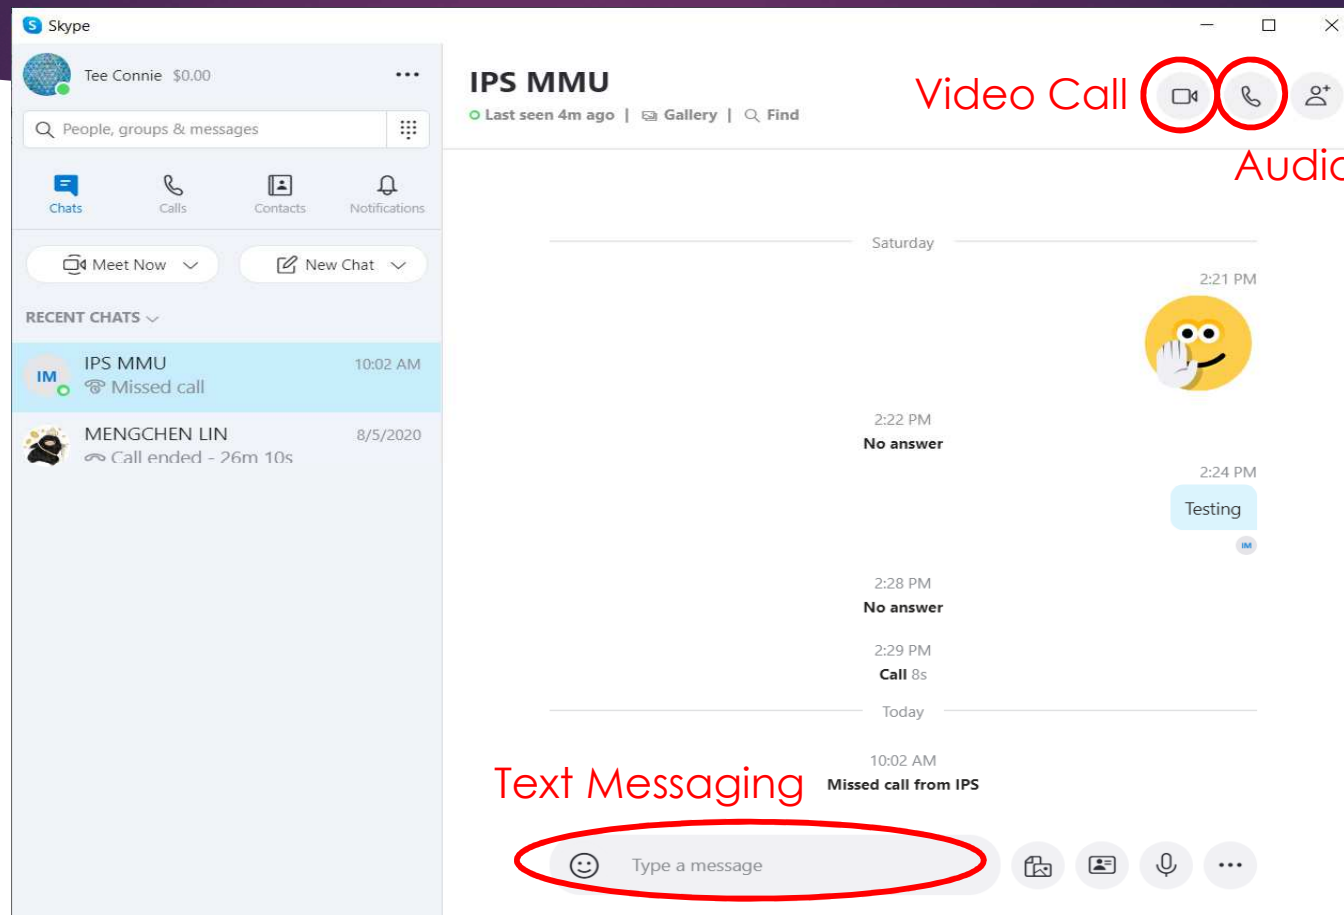 Skype
Tee Connie $0.00
People, groups & messages
Chats
Calls
Contacts
Notifications
Meet Now
New Chat
RECENT CHATS
IM
IPS MMU 10:02 AM
Missed call
MENGCHEN LIN 8/5/2020
Call ended - 26m 10s
IPS MMU
Last seen 4m ago | Gallery | Find
Video Call
Audio
Saturday
2:21 PM
2:22 PM
No answer
2:24 PM
Testing
IM
2:28 PM
No answer
2:29 PM
Call 8s
Today
10:02 AM
Missed call from IPS
Text Messaging
Type a message